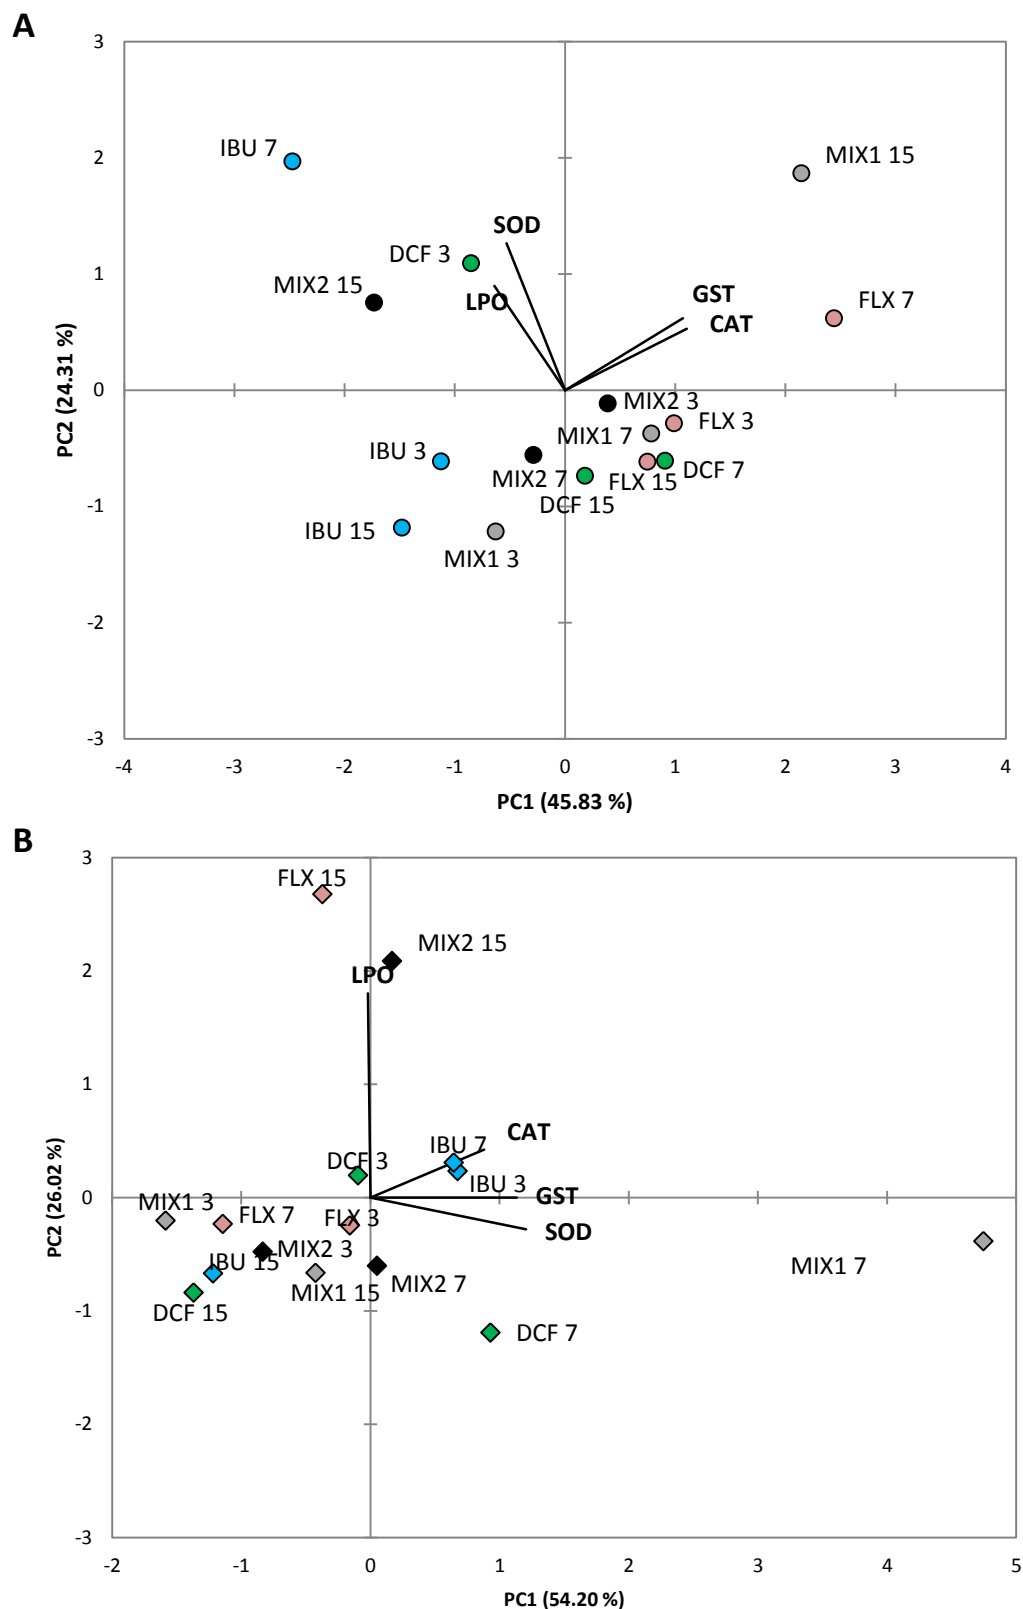 A
3
IBU 7
MIX1 15
2
SOD
DCF 3
MIX2 15
1
LPO
GST
FLX 7
CAT
PC2 (24.31 %)
0
MIX2 3
FLX 3
MIX1 7
IBU 3
MIX2 7
FLX 15
DCF 7
DCF 15
-1
IBU 15
MIX1 3
-2
-3
-4 -3 -2 -1 0 1 2 3 4
PC1 (45.83 %)
B
3
FLX 15
MIX2 15
2
LPO
1
CAT
IBU 7
DCF 3
IBU 3
GST
PC2 (26.02 %)
0
MIX1 3
FLX 7
FLX 3
SOD
MIX2 3
IBU 15
MIX1 7
MIX2 7
MIX1 15
DCF 15
-1
DCF 7
-2
-3
-2 -1 0 1 2 3 4 5
PC1 (54.20 %)